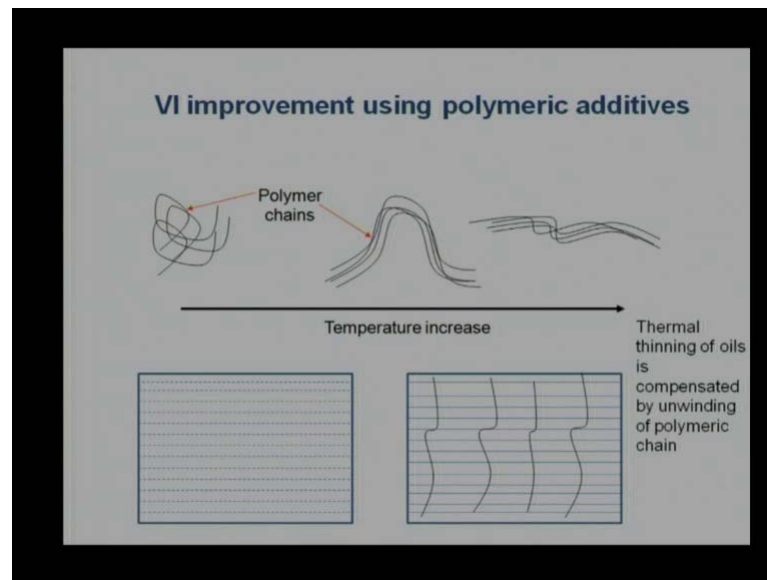 VI improvement using polymeric additives
Polymer
chains
Temperature increase
Thermal
thinning of oils
is
compensated
by unwinding
of polymeric
chain